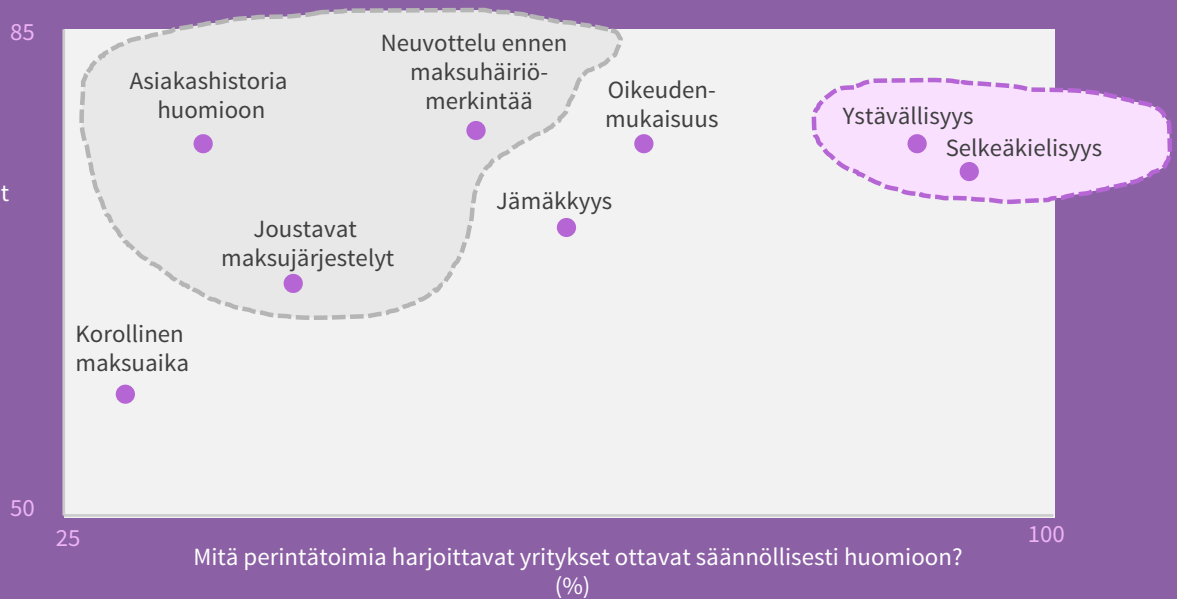 85
Neuvottelu ennen
maksuhäiriö-
merkintää
Asiakashistoria
huomioon
Oikeuden-
mukaisuus
Ystävällisyys
Selkeäkielisyys
t
Jämäkkyys
Joustavat
maksujärjestelyt
Korollinen
maksuaika
50
25
100
Mitä perintätoimia harjoittavat yritykset ottavat säännöllisesti huomioon?
(%)